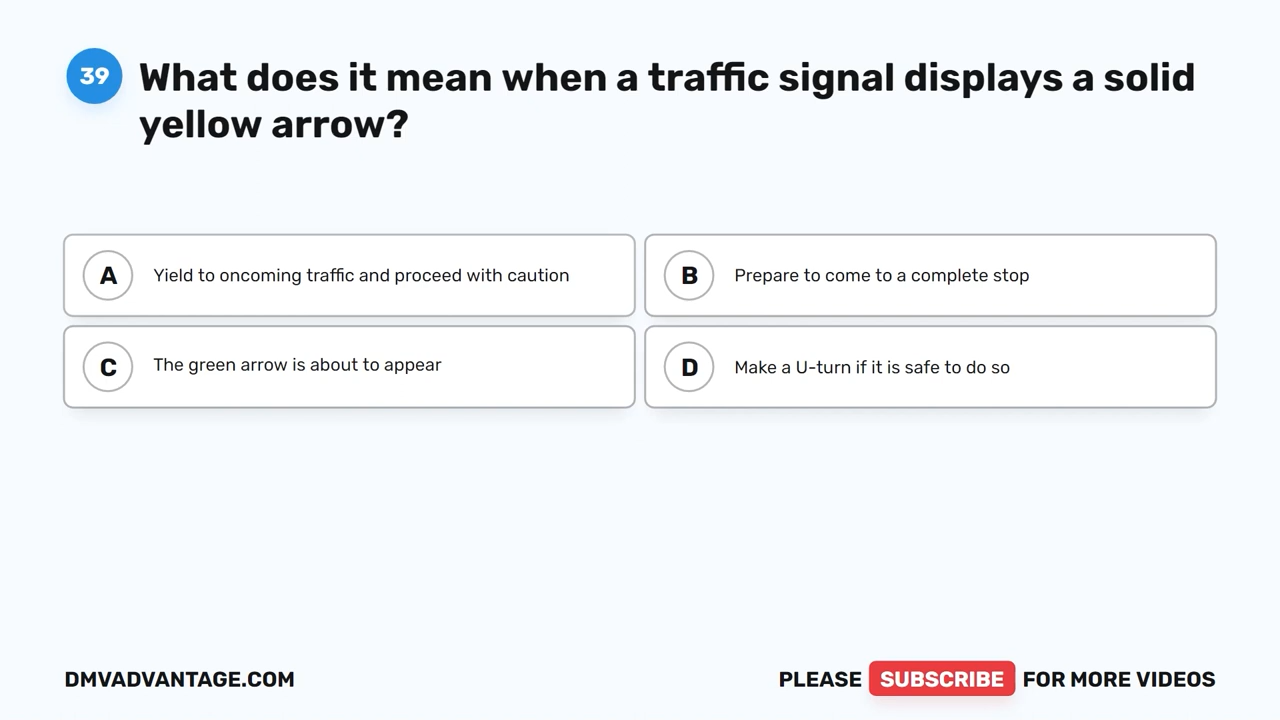 39
What does it mean when a traffic signal displays a solid
yellow arrow?
A Yield to oncoming traffic and proceed with caution
B Prepare to come to a complete stop
C The green arrow is about to appear
D Make a U-turn if it is safe to do so
DMVADVANTAGE.COM
PLEASE SUBSCRIBE FOR MORE VIDEOS